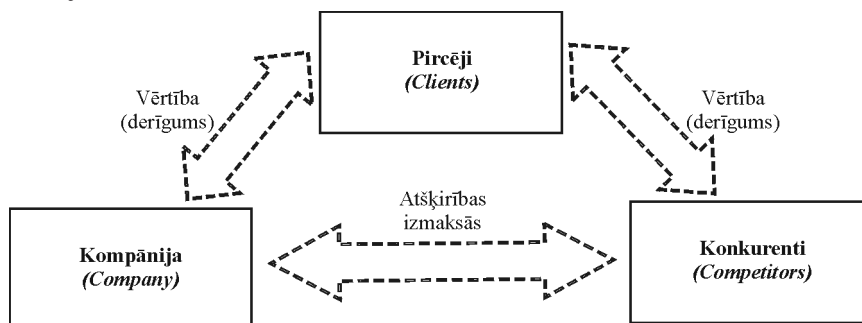 Pircēji
(Clients)
Vērtība
(derīgums)
Vērtība
(derīgums)
Atšķirības
izmaksās
Kompānija
(Company)
Konkurenti
(Competitors)